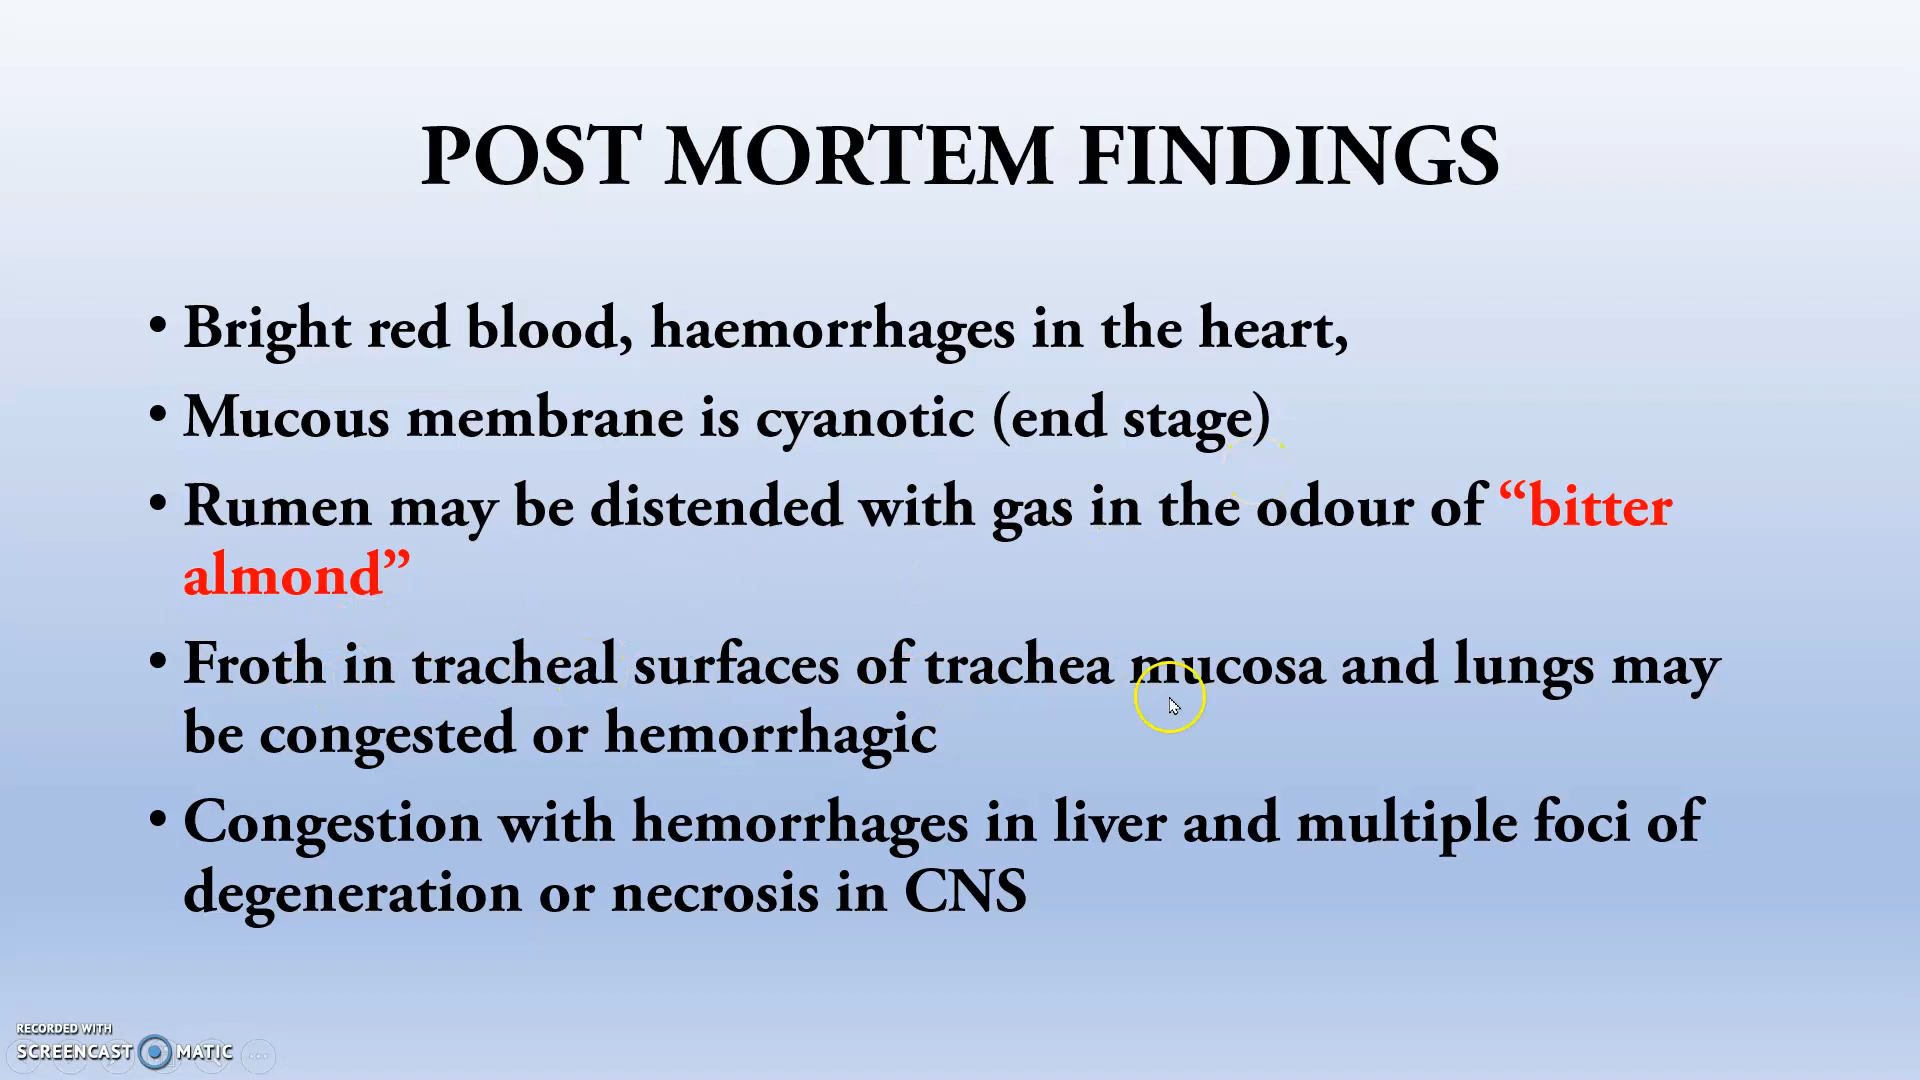 POST MORTEM FINDINGS
• Bright red blood, haemorrhages in the heart,
• Mucous membrane is cyanotic (end stage)
• Rumen may be distended with gas in the odour of “bitter
almond”
• Froth in tracheal surfaces of trachea mucosa and lungs may
be congested or hemorrhagic
• Congestion with hemorrhages in liver and multiple foci of
degeneration or necrosis in CNS
RECORDED WITH
SCREENCAST MATIC